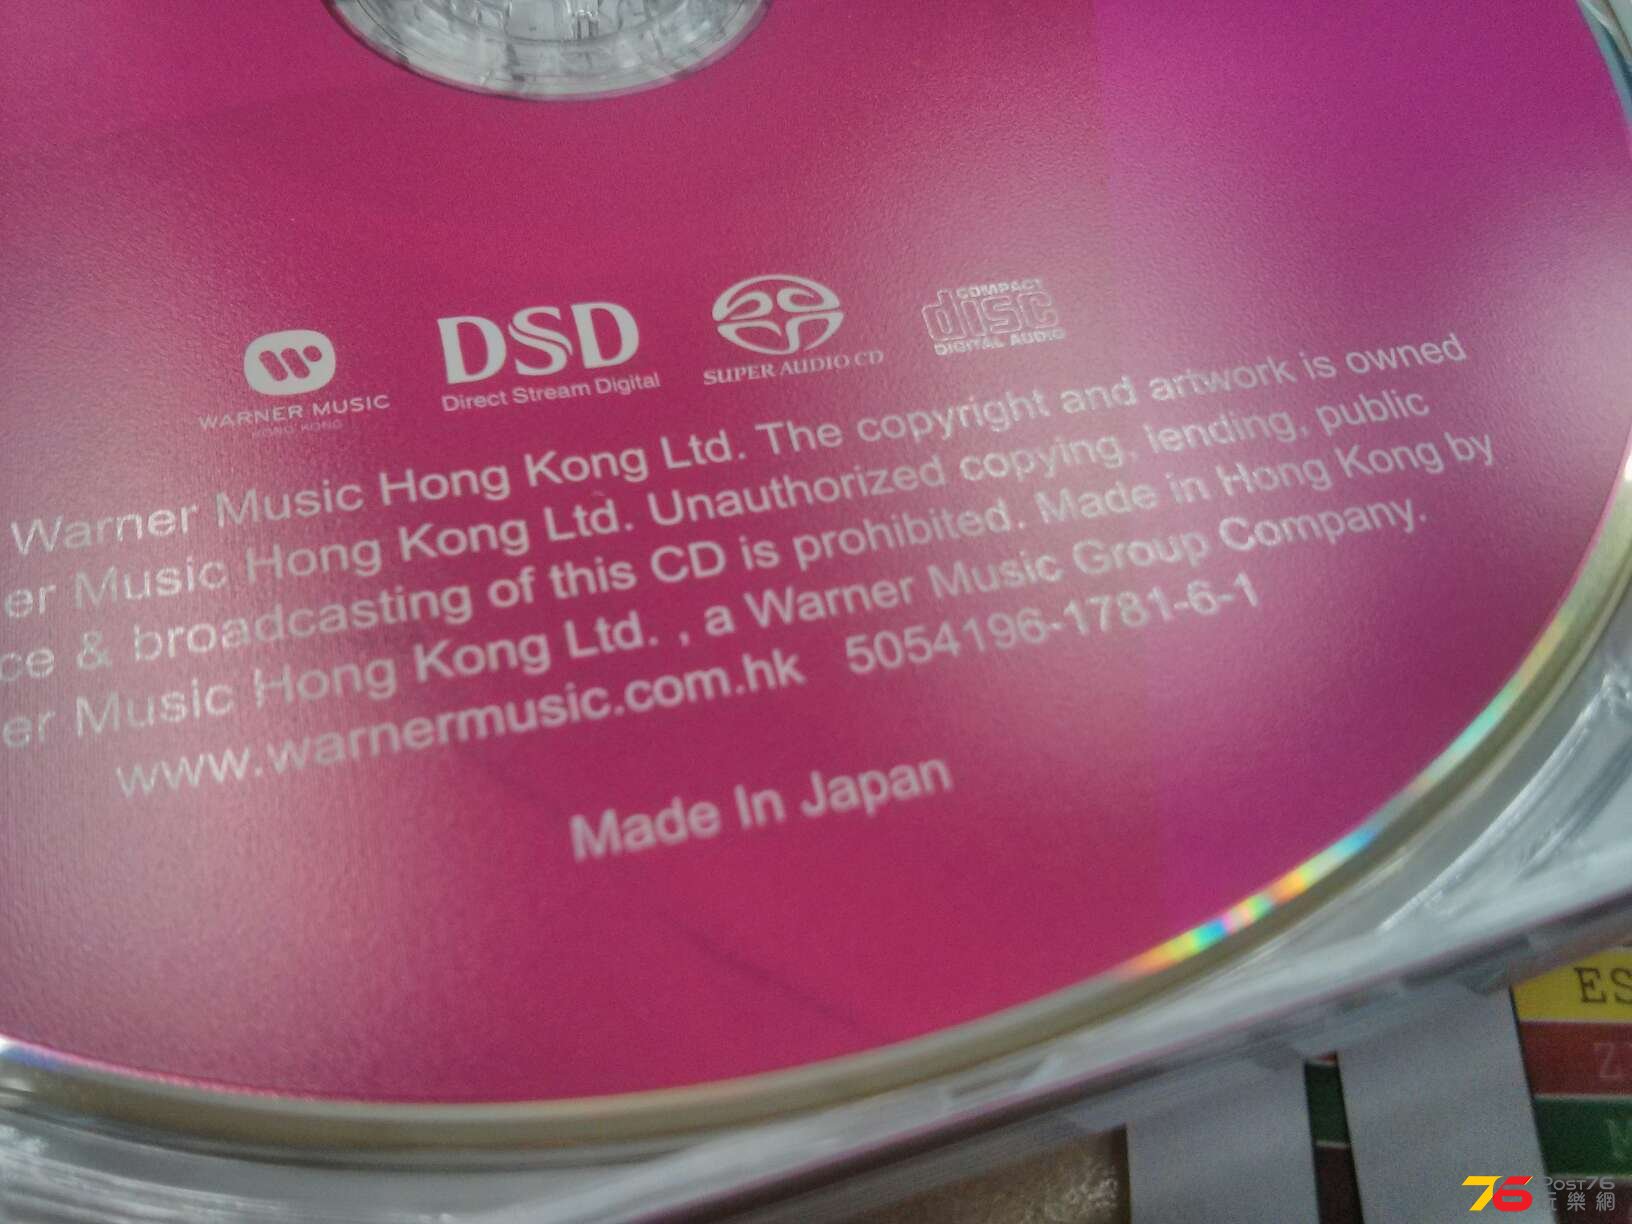 WARNER MUSIC
HONG KONG
DSD
Direct Stream Digital
SUPER AUDIO CD
COMPACT
disc
DIGITAL AUDIO
Warner Music Hong Kong Ltd. The copyright and artwork is owned
er Music Hong Kong Ltd. Unauthorized copying, lending, public
ce & broadcasting of this CD is prohibited. Made in Hong Kong by
er Music Hong Kong Ltd. , a Warner Music Group Company.
www.warnermusic.com.hk 5054196-1781-6-1
Made In Japan
ES
Z
76 Post76
玩樂網